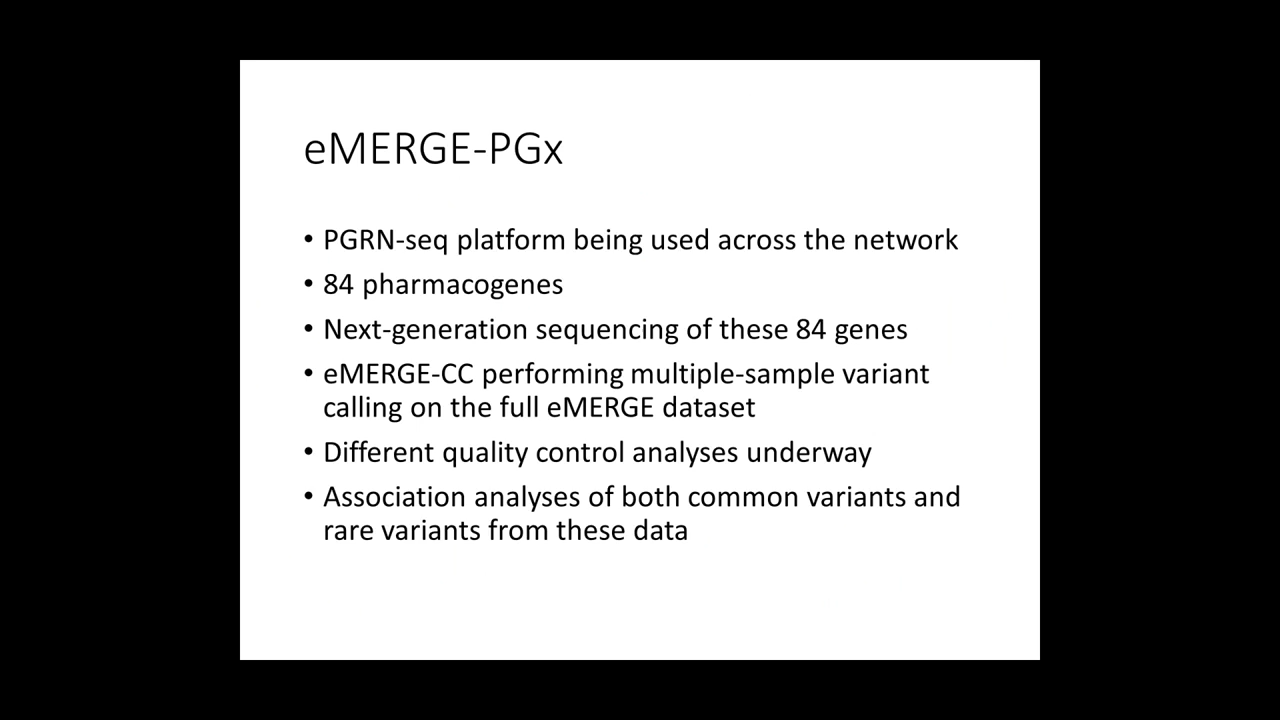 eMERGE-PGx
• PGRN-seq platform being used across the network
• 84 pharmacogenes
• Next-generation sequencing of these 84 genes
• eMERGE-CC performing multiple-sample variant
calling on the full eMERGE dataset
• Different quality control analyses underway
• Association analyses of both common variants and
rare variants from these data